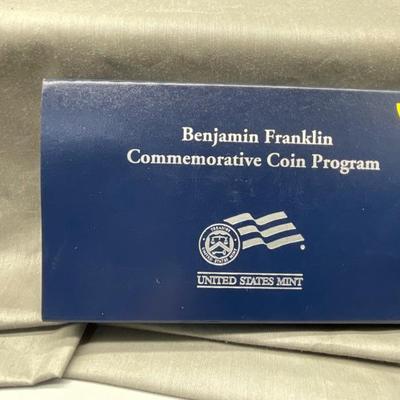 Benjamin Franklin
Commemorative Coin Program
UNITED STATES MINT